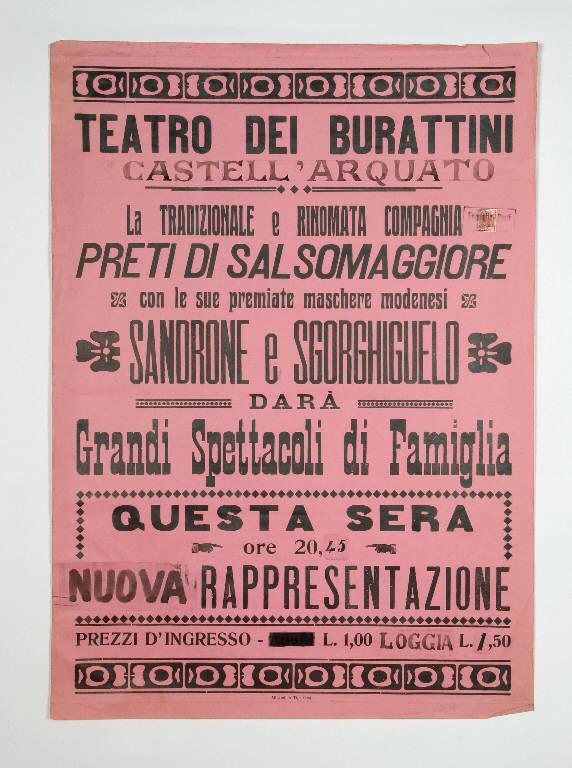 TEATRO DEI BURATTINI
CASTELL'ARQUATO
La TRADIZIONALE e RINOMATA COMPAGNIA
PRETI DI SALSOMAGGIORE
con le sue premiate maschere modenesi
SANDRONE e SGORGHIGUELO
DARÀ
Grandi Spettacoli di Famiglia
QUESTA SERA
ore 20,45
NUOVA RAPPRESENTAZIONE
PREZZI D'INGRESSO - L. 1,00 LOGGIA L. 1,50